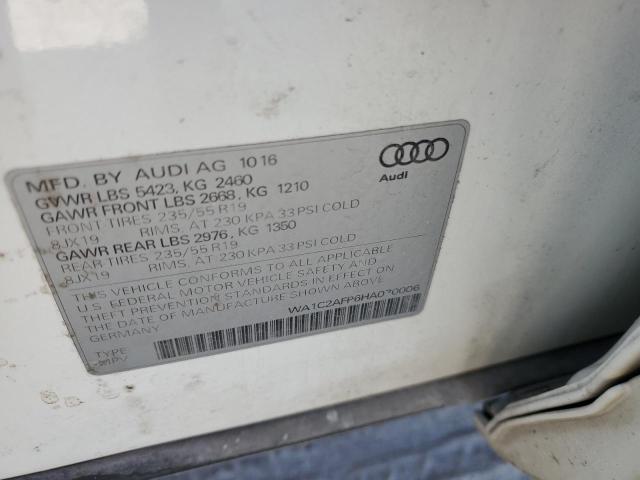 MFD. BY AUDI AG 10 16
GVWR LBS 5423, KG 2460
GAWR FRONT LBS 2668, KG 1210
FRONT TIRES 235/55 R19
8JX19 RIMS, AT 230 KPA 33 PSI COLD
GAWR REAR LBS 2976, KG 1350
REAR TIRES 235/55 R19
8JX19 RIMS, AT 230 KPA 33 PSI COLD
THIS VEHICLE CONFORMS TO ALL APPLICABLE
U.S. FEDERAL MOTOR VEHICLE SAFETY AND
THEFT PREVENTION STANDARDS IN EFFECT ON
THE DATE OF MANUFACTURE SHOWN ABOVE.
GERMANY
TYPE
MPV
Audi